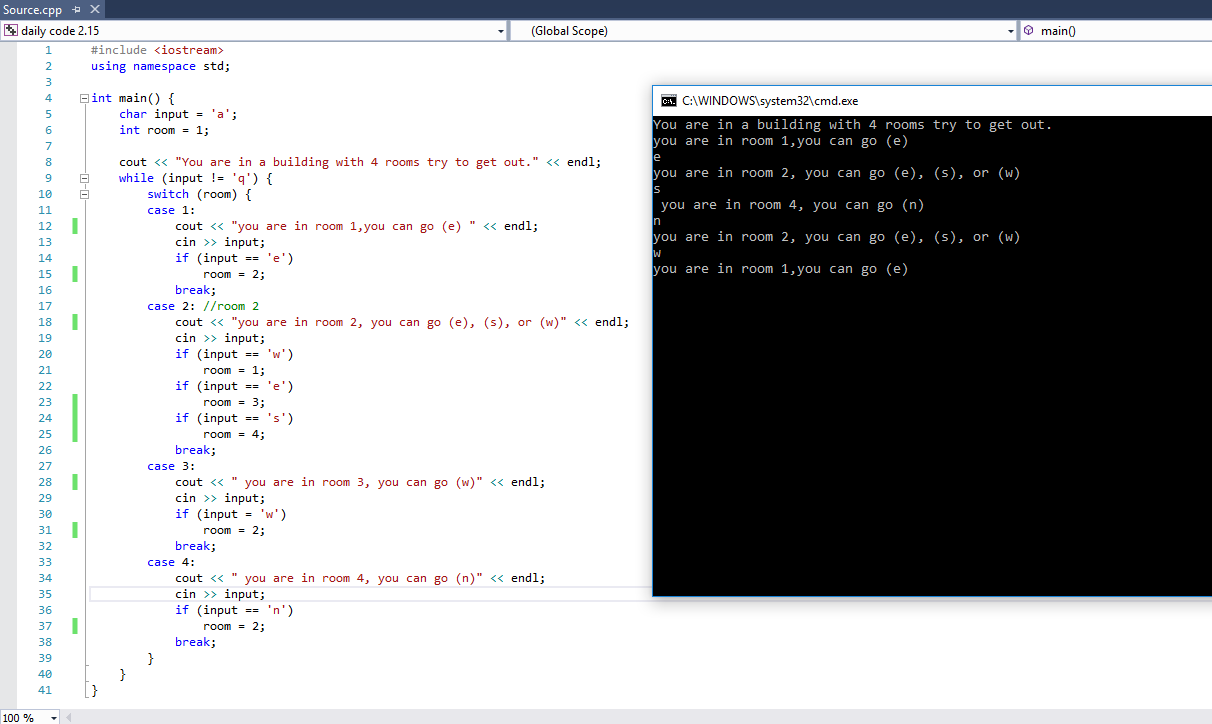 Source.cpp
daily code 2.15 (Global Scope) main()
1 #include <iostream>
2 using namespace std;
3
4 int main() {
5 char input = 'a';
6 int room = 1;
7
8 cout << "You are in a building with 4 rooms try to get out." << endl;
9 while (input != 'q') {
10 switch (room) {
11 case 1:
12 cout << "you are in room 1,you can go (e) " << endl;
13 cin >> input;
14 if (input == 'e')
15 room = 2;
16 break;
17 case 2: //room 2
18 cout << "you are in room 2, you can go (e), (s), or (w)" << endl;
19 cin >> input;
20 if (input == 'w')
21 room = 1;
22 if (input == 'e')
23 room = 3;
24 if (input == 's')
25 room = 4;
26 break;
27 case 3:
28 cout << " you are in room 3, you can go (w)" << endl;
29 cin >> input;
30 if (input = 'w')
31 room = 2;
32 break;
33 case 4:
34 cout << " you are in room 4, you can go (n)" << endl;
35 cin >> input;
36 if (input == 'n')
37 room = 2;
38 break;
39 }
40 }
41 }
100 %
C:\WINDOWS\system32\cmd.exe
You are in a building with 4 rooms try to get out.
you are in room 1,you can go (e)
e
you are in room 2, you can go (e), (s), or (w)
s
 you are in room 4, you can go (n)
n
you are in room 2, you can go (e), (s), or (w)
w
you are in room 1,you can go (e)